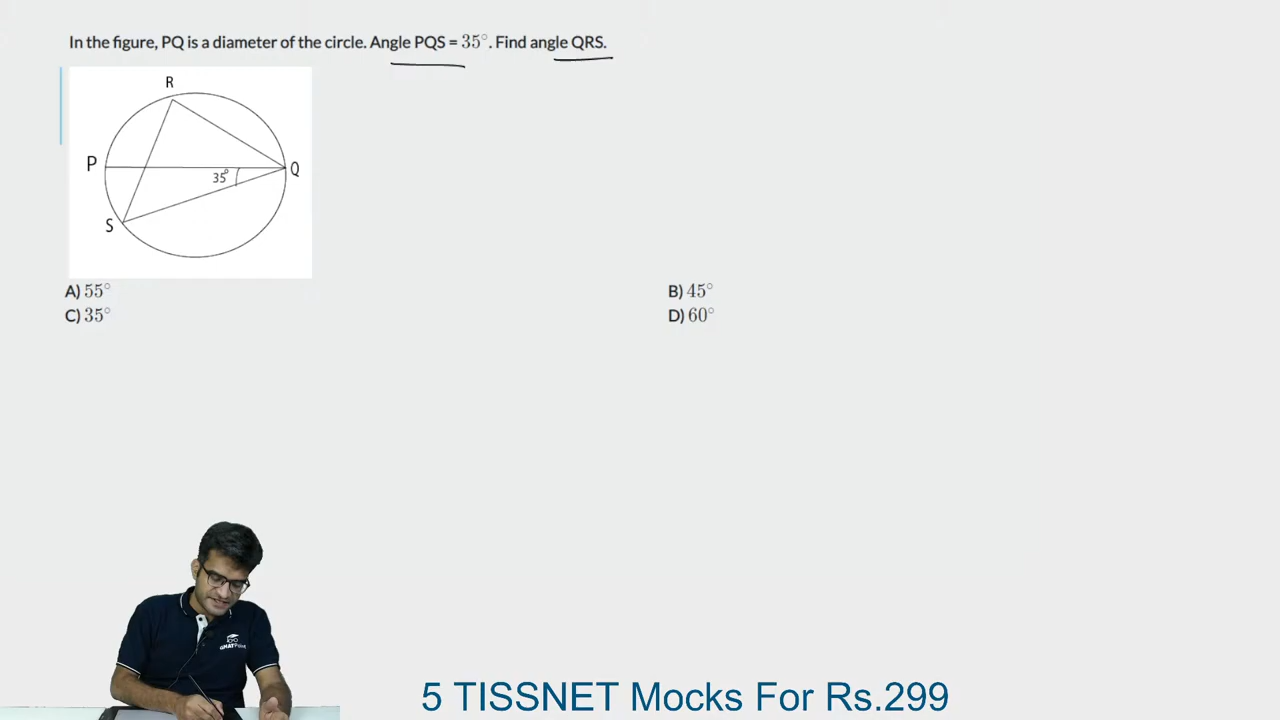 In the figure, PQ is a diameter of the circle. Angle PQS = 35°. Find angle QRS.
R
P
Q
35°
S
A) 55°
B) 45°
C) 35°
D) 60°
5 TISSNET Mocks For Rs.299